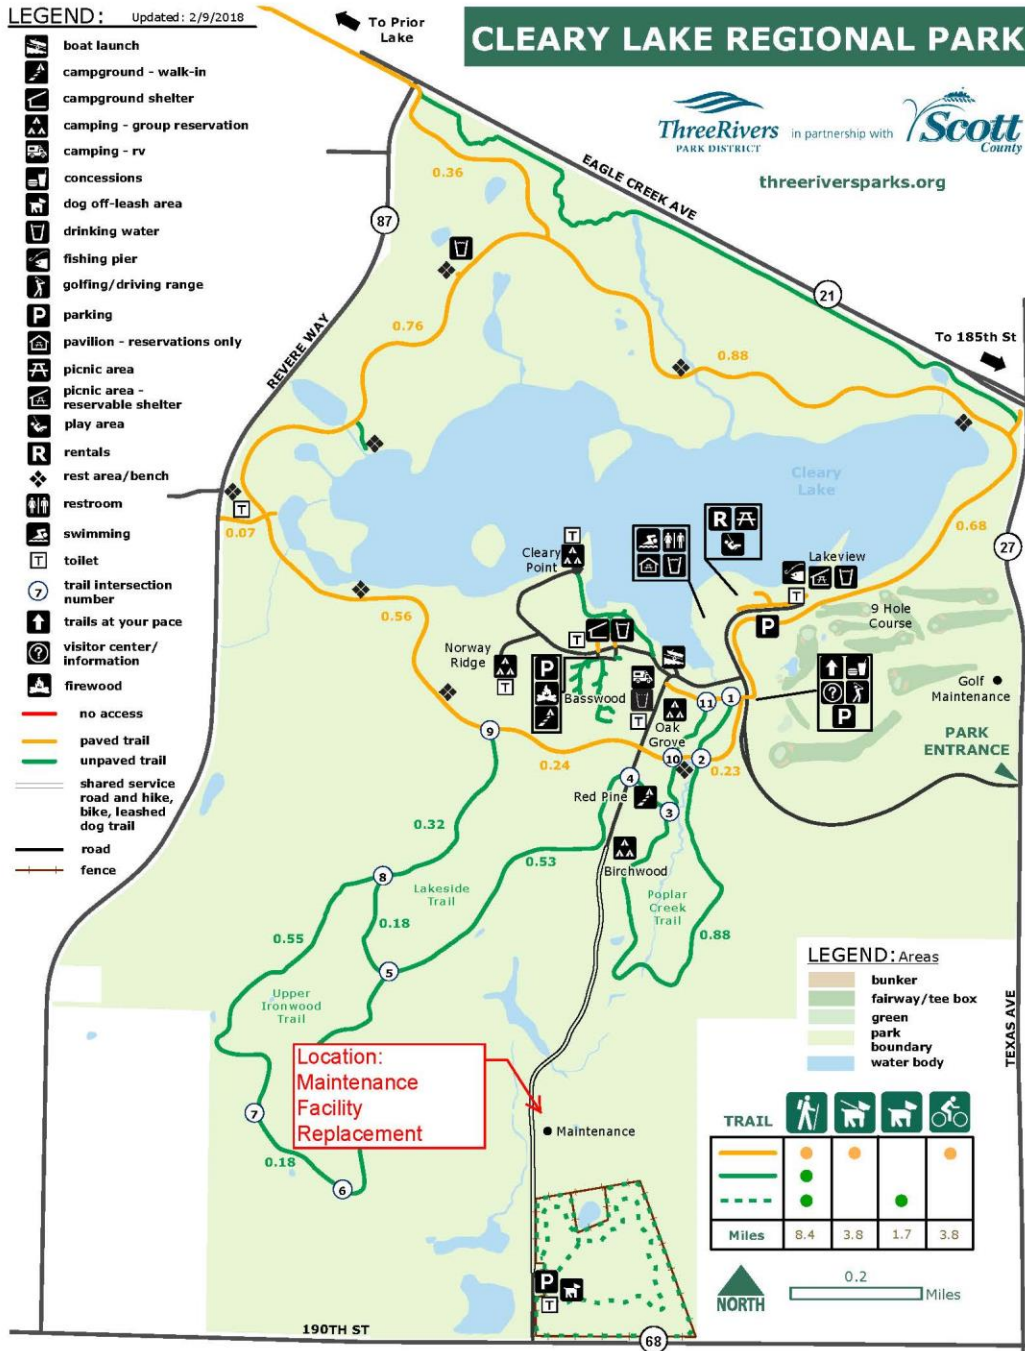 LEGEND: Updated: 2/9/2018
boat launch
campground - walk-in
campground shelter
camping - group reservation
camping - rv
concessions
dog off-leash area
drinking water
fishing pier
golfing/driving range
P parking
pavilion - reservations only
picnic area
picnic area -
reservable shelter
play area
R rentals
rest area/bench
restroom
swimming
T toilet
7 trail intersection
number
trails at your pace
? visitor center/
information
firewood
no access
paved trail
unpaved trail
shared service
road and hike,
bike, leashed
dog trail
road
fence
To Prior
Lake
CLEARY LAKE REGIONAL PARK
ThreeRivers
PARK DISTRICT
in partnership with
Scott
County
threeriversparks.org
EAGLE CREEK AVE
0.36
87
21
REVERE WAY
0.76
0.88
To 185th St
Cleary
Lake
T
0.07
0.68
27
T
Cleary
Point
R
Lakeview
T
9 Hole
Course
P
0.56
Norway
Ridge
T
T
P
Basswood
T
Oak
Grove
11
1
?
P
Golf
Maintenance
PARK
ENTRANCE
9
0.24
10
2
0.23
4
Red Pine
3
0.32
0.53
Birchwood
8
Lakeside
Trail
Poplar
Creek
Trail
0.18
0.88
0.55
5
Upper
Ironwood
Trail
Location:
Maintenance
Facility
Replacement
7
0.18
6
Maintenance
P
T
190TH ST
68
TEXAS AVE
LEGEND: Areas
bunker
fairway/tee box
green
park
boundary
water body
TRAIL
Miles 8.4 3.8 1.7 3.8
NORTH
0.2
Miles